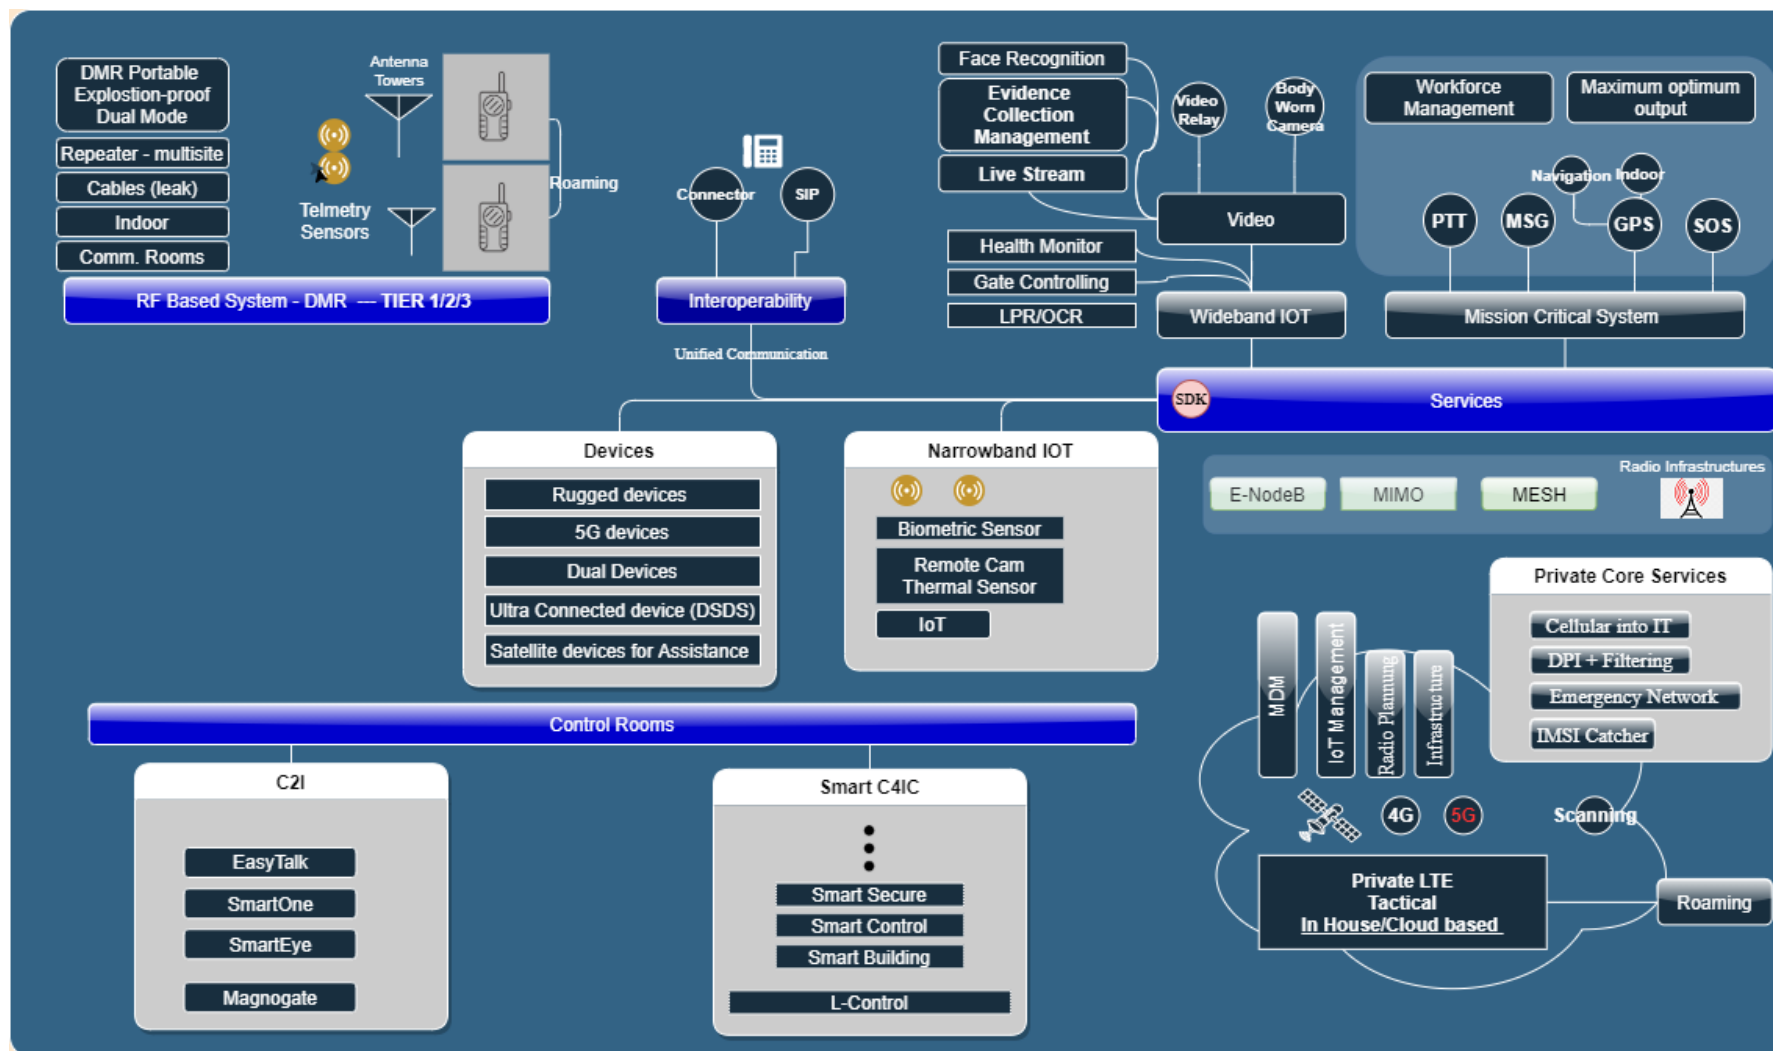 DMR Portable
Explostion-proof
Dual Mode
Repeater - multisite
Cables (leak)
Indoor
Comm. Rooms
Antenna
Towers
Telmetry
Sensors
Roaming
RF Based System - DMR --- TIER 1/2/3
Connector
SIP
Interoperability
Unified Communication
Face Recognition
Evidence
Collection
Management
Live Stream
Health Monitor
Gate Controlling
LPR/OCR
Video
Relay
Body
Worn
Camera
Video
Wideband IOT
Workforce
Management
Maximum optimum
output
Navigation
Indoor
PTT
MSG
GPS
SOS
Mission Critical System
SDK
Services
Devices
Rugged devices
5G devices
Dual Devices
Ultra Connected device (DSDS)
Satellite devices for Assistance
Narrowband IOT
Biometric Sensor
Remote Cam
Thermal Sensor
IoT
Radio Infrastructures
E-NodeB
MIMO
MESH
Private Core Services
Cellular into IT
DPI + Filtering
Emergency Network
IMSI Catcher
MDM
IoT Management
Radio Plannung
Infrastructure
4G
5G
Scanning
Private LTE
Tactical
In House/Cloud based
Roaming
Control Rooms
C2I
EasyTalk
SmartOne
SmartEye
Magnogate
Smart C4IC
Smart Secure
Smart Control
Smart Building
L-Control